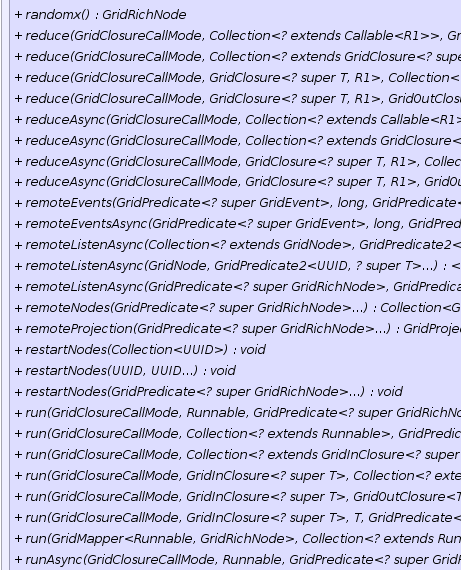 + randomx() : GridRichNode
+ reduce(GridClosureCallMode, Collection<? extends Callable<R1>>, Gr
+ reduce(GridClosureCallMode, Collection<? extends GridClosure<? supe
+ reduce(GridClosureCallMode, GridClosure<? super T, R1>, Collection<
+ reduce(GridClosureCallMode, GridClosure<? super T, R1>, GridOutClos
+ reduceAsync(GridClosureCallMode, Collection<? extends Callable<R1>
+ reduceAsync(GridClosureCallMode, Collection<? extends GridClosure<
+ reduceAsync(GridClosureCallMode, GridClosure<? super T, R1>, Collec
+ reduceAsync(GridClosureCallMode, GridClosure<? super T, R1>, GridOu
+ remoteEvents(GridPredicate<? super GridEvent>, long, GridPredicate<
+ remoteEventsAsync(GridPredicate<? super GridEvent>, long, GridPred
+ remoteListenAsync(Collection<? extends GridNode>, GridPredicate2<
+ remoteListenAsync(GridNode, GridPredicate2<UUID, ? super T>...) : <
+ remoteListenAsync(GridPredicate<? super GridRichNode>, GridPredica
+ remoteNodes(GridPredicate<? super GridRichNode>...) : Collection<G
+ remoteProjection(GridPredicate<? super GridRichNode>...) : GridProje
+ restartNodes(Collection<UUID>) : void
+ restartNodes(UUID, UUID...) : void
+ restartNodes(GridPredicate<? super GridRichNode>...) : void
+ run(GridClosureCallMode, Runnable, GridPredicate<? super GridRichNo
+ run(GridClosureCallMode, Collection<? extends Runnable>, GridPredic
+ run(GridClosureCallMode, Collection<? extends GridInClosure<? super
+ run(GridClosureCallMode, GridInClosure<? super T>, Collection<? exte
+ run(GridClosureCallMode, GridInClosure<? super T>, GridOutClosure<T
+ run(GridClosureCallMode, GridInClosure<? super T>, T, GridPredicate<
+ run(GridMapper<Runnable, GridRichNode>, Collection<? extends Run
+ runAsync(GridClosureCallMode, Runnable, GridPredicate<? super GridR